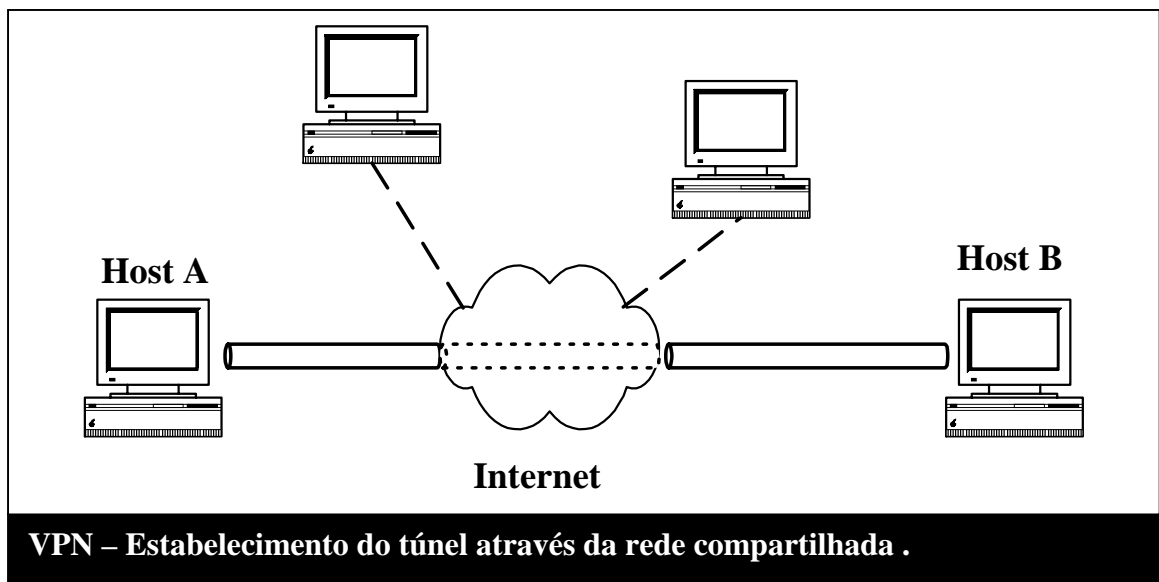 Host A
Host B
Internet
VPN – Estabelecimento do túnel através da rede compartilhada .